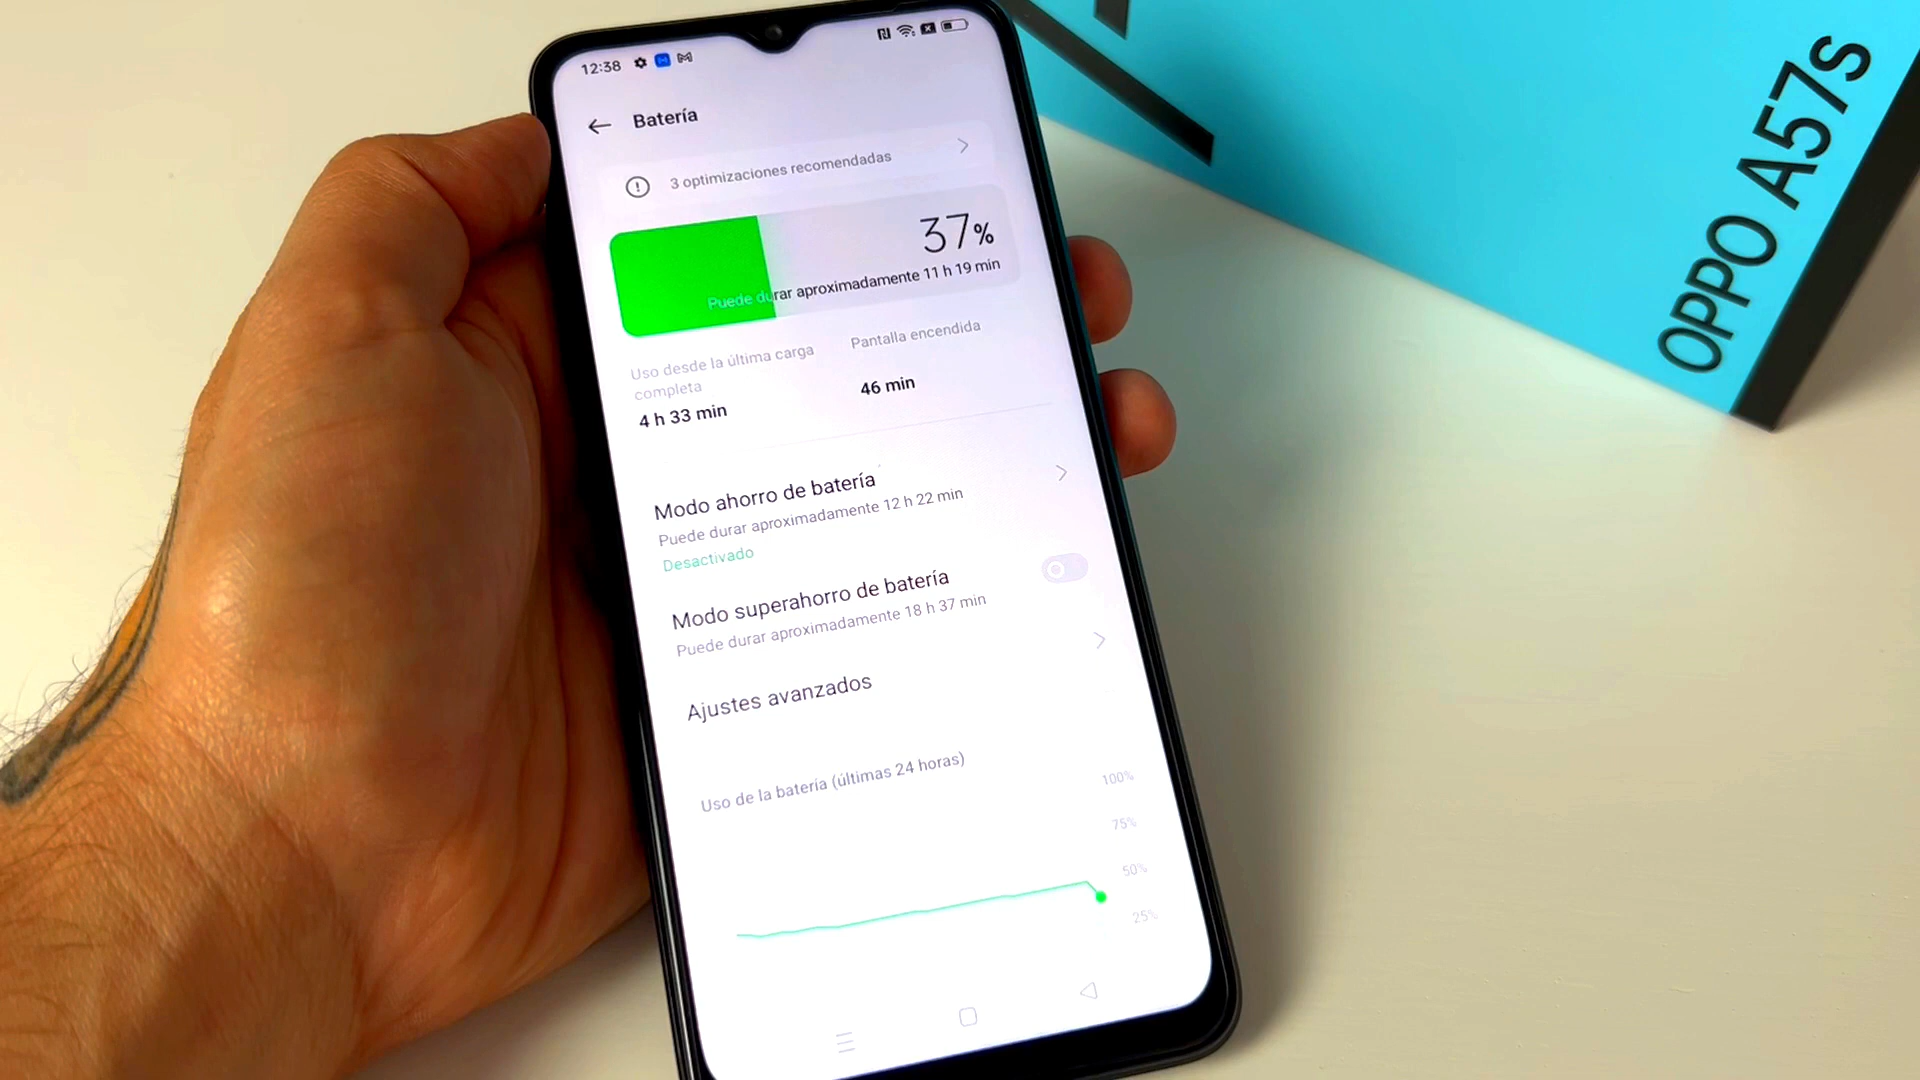 12:38
Batería
3 optimizaciones recomendadas
37%
Puede durar aproximadamente 11 h 19 min
Uso desde la última carga
completa
4 h 33 min
Pantalla encendida
46 min
Modo ahorro de batería
Puede durar aproximadamente 12 h 22 min
Desactivado
Modo superahorro de batería
Puede durar aproximadamente 18 h 37 min
Ajustes avanzados
Uso de la batería (últimas 24 horas)
100%
75%
50%
25%
OPPO A57s